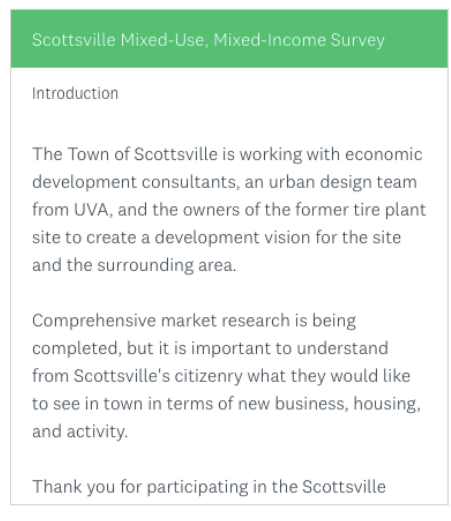 Scottsville Mixed-Use, Mixed-Income Survey
Introduction
The Town of Scottsville is working with economic
development consultants, an urban design team
from UVA, and the owners of the former tire plant
site to create a development vision for the site
and the surrounding area.
Comprehensive market research is being
completed, but it is important to understand
from Scottsville's citizenry what they would like
to see in town in terms of new business, housing,
and activity.
Thank you for participating in the Scottsville